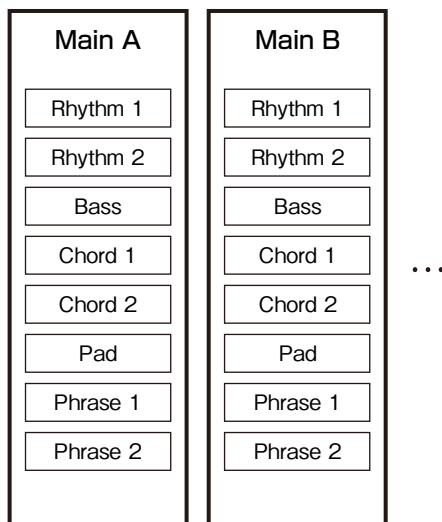 Main A
Rhythm 1
Rhythm 2
Bass
Chord 1
Chord 2
Pad
Phrase 1
Phrase 2
Main B
Rhythm 1
Rhythm 2
Bass
Chord 1
Chord 2
Pad
Phrase 1
Phrase 2
...